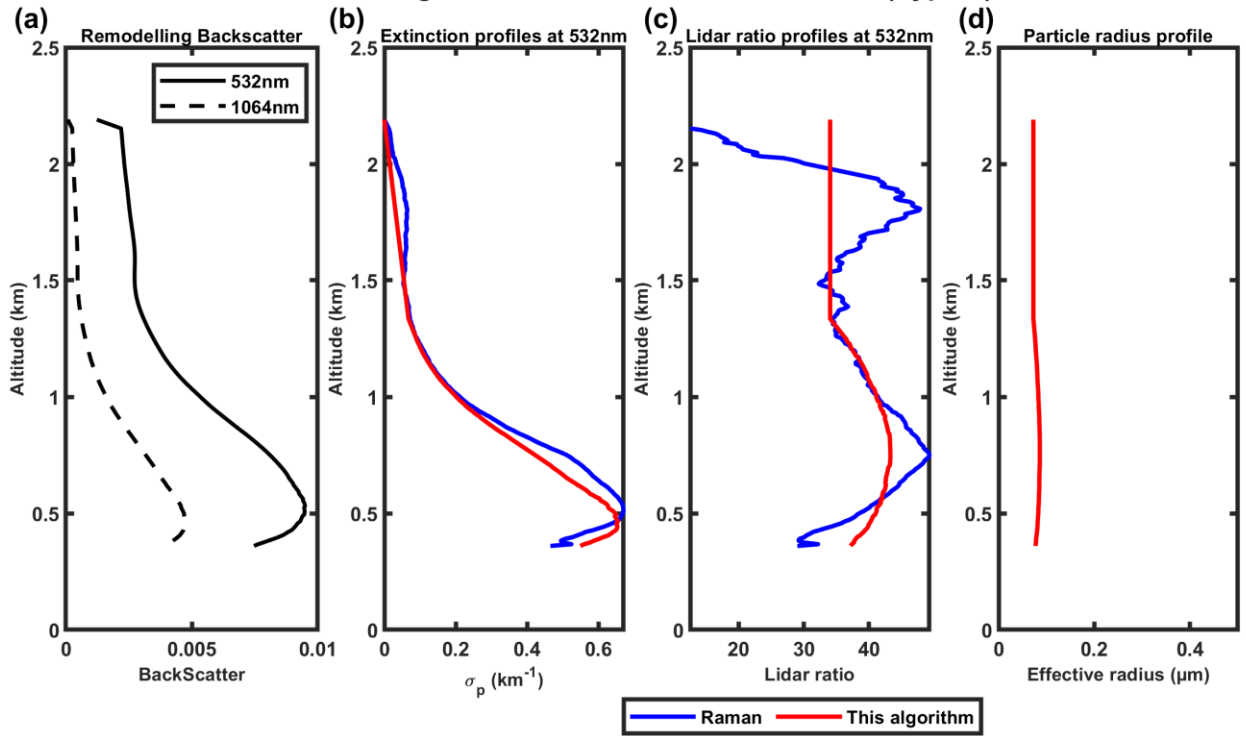 (a)
Remodelling Backscatter
532nm
1064nm
2.5
2
1.5
1
0.5
0
Altitude (km)
0
0.005
0.01
BackScatter
(b)
Extinction profiles at 532nm
2.5
2
1.5
1
0.5
0
Altitude (km)
0
0.2
0.4
0.6
σp (km-1)
(c)
Lidar ratio profiles at 532nm
2.5
2
1.5
1
0.5
0
Altitude (km)
20
30
40
Lidar ratio
(d)
Particle radius profile
2.5
2
1.5
1
0.5
0
Altitude (km)
0
0.2
0.4
Effective radius (μm)
Raman
This algorithm